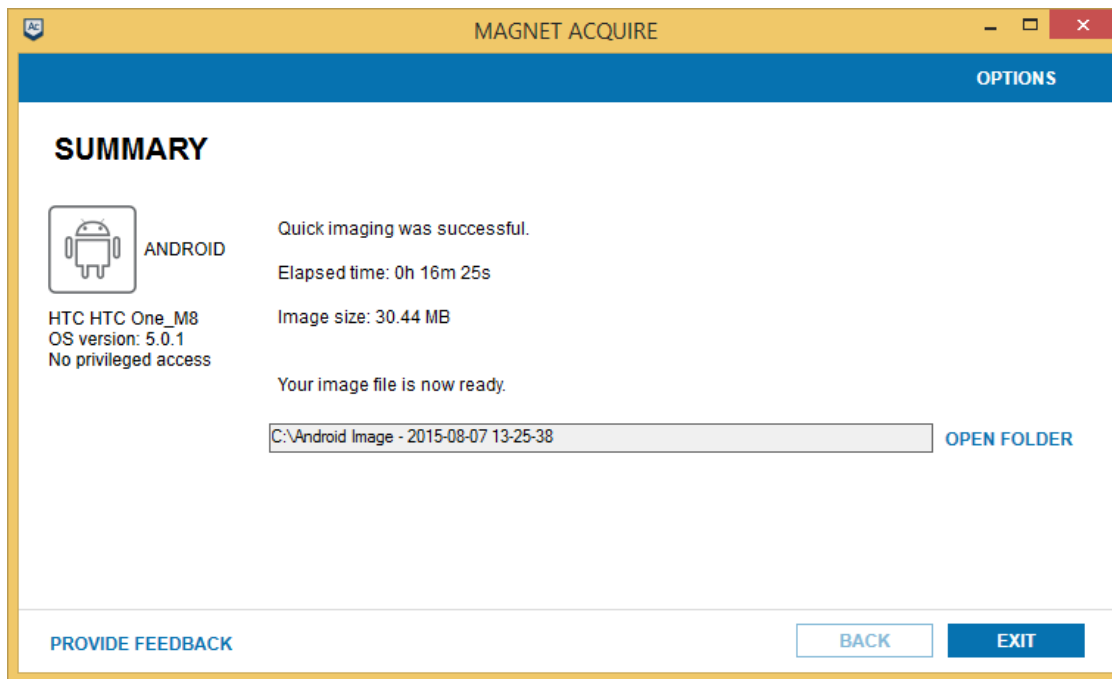 Ac
MAGNET ACQUIRE
OPTIONS
SUMMARY
ANDROID
HTC HTC One_M8
OS version: 5.0.1
No privileged access
Quick imaging was successful.
Elapsed time: 0h 16m 25s
Image size: 30.44 MB
Your image file is now ready.
C:\Android Image - 2015-08-07 13-25-38
OPEN FOLDER
PROVIDE FEEDBACK
BACK
EXIT